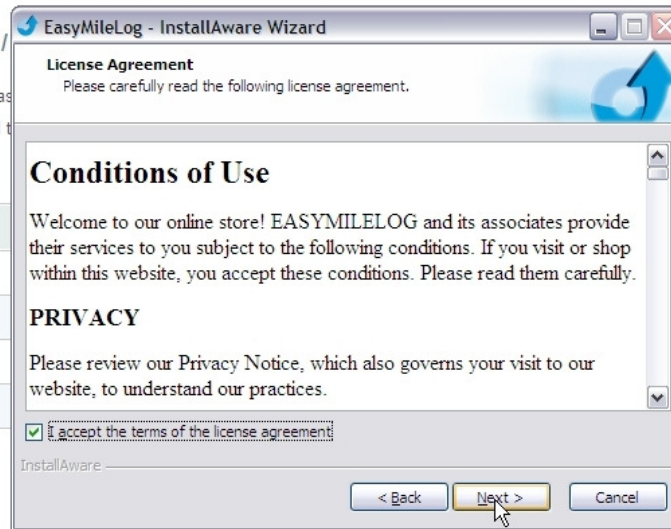 EasyMileLog - InstallAware Wizard
License Agreement
Please carefully read the following license agreement.
Conditions of Use
Welcome to our online store! EASYMILELOG and its associates provide
their services to you subject to the following conditions. If you visit or shop
within this website, you accept these conditions. Please read them carefully.
PRIVACY
Please review our Privacy Notice, which also governs your visit to our
website, to understand our practices.
I accept the terms of the license agreement
InstallAware
< Back Next > Cancel